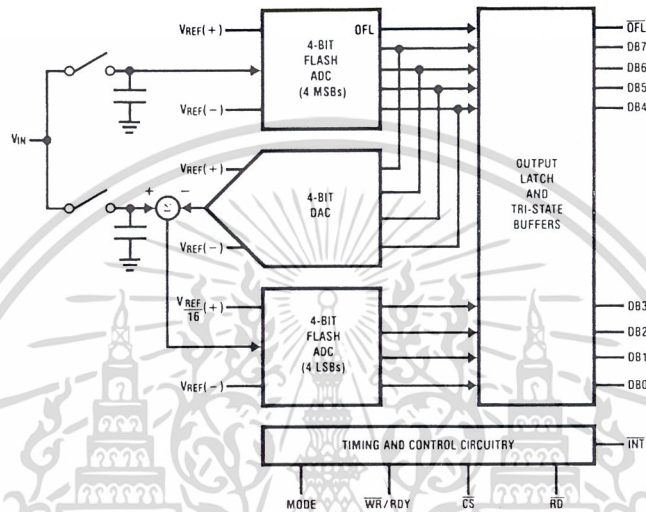 VREF(+)
OFL
4-BIT
FLASH
ADC
(4 MSBs)
VREF(−)
VIN
VREF(+)
+
−
Σ
4-BIT
DAC
VREF(−)
VREF(+)
16
4-BIT
FLASH
ADC
(4 LSBs)
VREF(−)
OUTPUT
LATCH
AND
TRI-STATE
BUFFERS
OFL
DB7
DB6
DB5
DB4
DB3
DB2
DB1
DB0
TIMING AND CONTROL CIRCUITRY
INT
MODE
WR/RDY
CS
RD